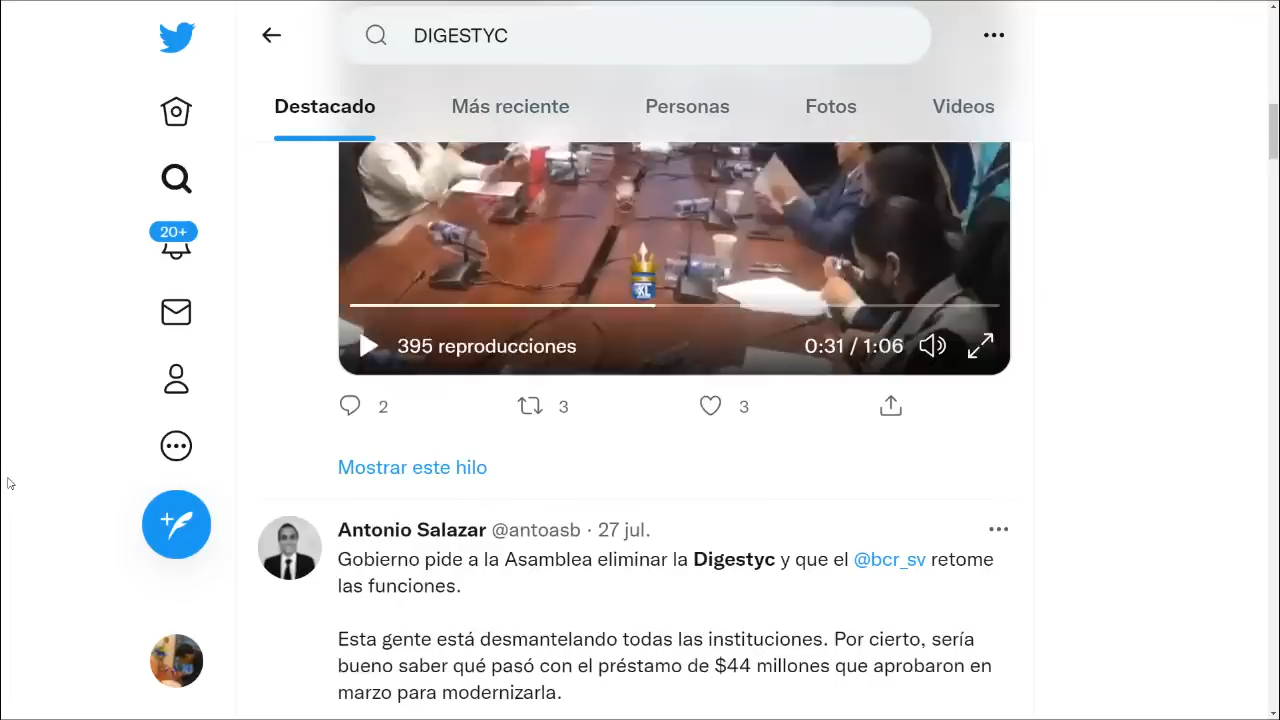 DIGESTYC
Destacado Más reciente Personas Fotos Videos
20+
KL
395 reproducciones 0:31 / 1:06
2 3 3
Mostrar este hilo
Antonio Salazar @antoasb · 27 jul.
Gobierno pide a la Asamblea eliminar la Digestyc y que el @bcr_sv retome
las funciones.
Esta gente está desmantelando todas las instituciones. Por cierto, sería
bueno saber qué pasó con el préstamo de $44 millones que aprobaron en
marzo para modernizarla.